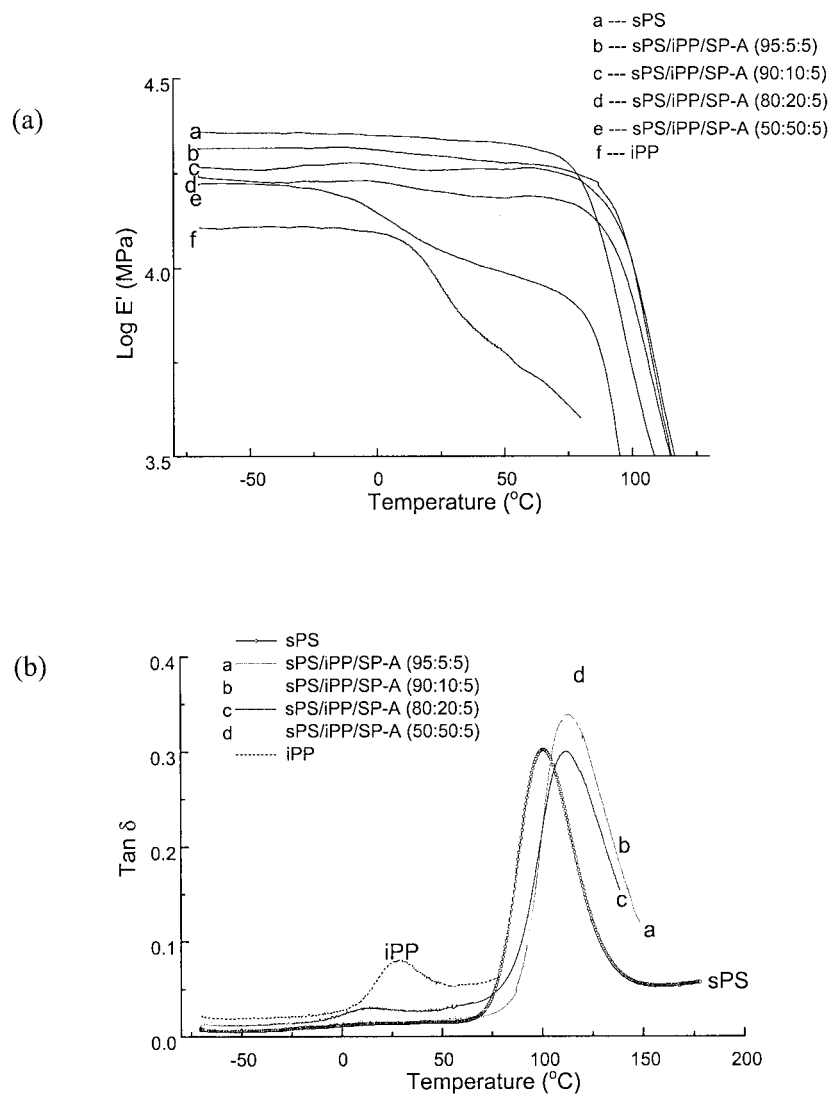 a --- sPS
b --- sPS/iPP/SP-A (95:5:5)
c --- sPS/iPP/SP-A (90:10:5)
d --- sPS/iPP/SP-A (80:20:5)
e --- sPS/iPP/SP-A (50:50:5)
f --- iPP
(a)
4.5
4.0
3.5
Log E' (MPa)
a
b
c
d
e
f
-50 0 50 100
Temperature (°C)
(b)
sPS
a sPS/iPP/SP-A (95:5:5)
b sPS/iPP/SP-A (90:10:5)
c sPS/iPP/SP-A (80:20:5)
d sPS/iPP/SP-A (50:50:5)
iPP
0.4
0.3
0.2
0.1
0.0
Tan δ
d
b
c
a
iPP
sPS
-50 0 50 100 150 200
Temperature (°C)